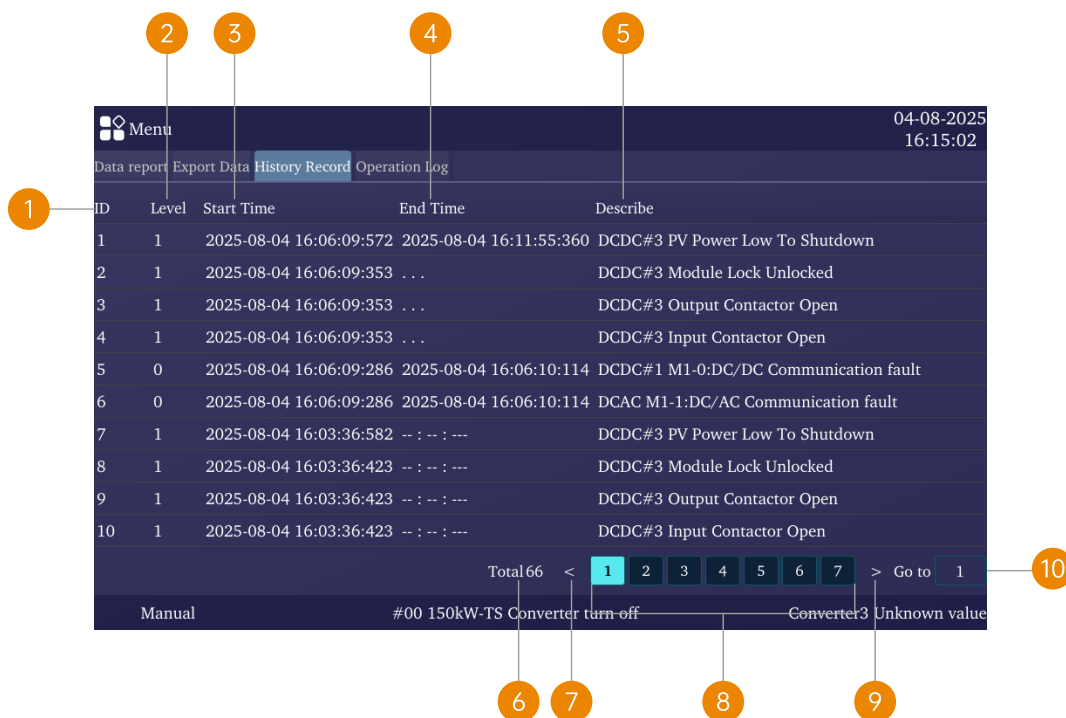 2 3 4 5
Menu
04-08-2025
16:15:02
Data report Export Data History Record Operation Log
1
ID Level Start Time End Time Describe
1 1 2025-08-04 16:06:09:572 2025-08-04 16:11:55:360 DCDC#3 PV Power Low To Shutdown
2 1 2025-08-04 16:06:09:353 . . . DCDC#3 Module Lock Unlocked
3 1 2025-08-04 16:06:09:353 . . . DCDC#3 Output Contactor Open
4 1 2025-08-04 16:06:09:353 . . . DCDC#3 Input Contactor Open
5 0 2025-08-04 16:06:09:286 2025-08-04 16:06:10:114 DCDC#1 M1-0:DC/DC Communication fault
6 0 2025-08-04 16:06:09:286 2025-08-04 16:06:10:114 DCAC M1-1:DC/AC Communication fault
7 1 2025-08-04 16:03:36:582 -- : -- : --- DCDC#3 PV Power Low To Shutdown
8 1 2025-08-04 16:03:36:423 -- : -- : --- DCDC#3 Module Lock Unlocked
9 1 2025-08-04 16:03:36:423 -- : -- : --- DCDC#3 Output Contactor Open
10 1 2025-08-04 16:03:36:423 -- : -- : --- DCDC#3 Input Contactor Open
Total 66 < 1 2 3 4 5 6 7 > Go to 1
10
Manual #00 150kW-TS Converter turn off Converter3 Unknown value
6 7 8 9